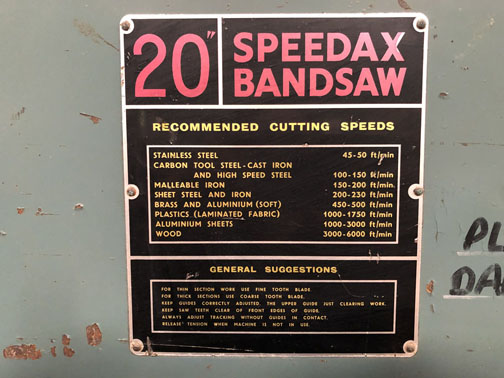 20" SPEEDAX
BANDSAW
RECOMMENDED CUTTING SPEEDS
STAINLESS STEEL 45-50 ft/min
CARBON TOOL STEEL-CAST IRON
AND HIGH SPEED STEEL 100-150 ft/min
MALLEABLE IRON 150-200 ft/min.
SHEET STEEL AND IRON 200-230 ft/min
BRASS AND ALUMINIUM (SOFT) 450-500 ft/min
PLASTICS (LAMINATED FABRIC) 1000-1750 ft/min
ALUMINIUM SHEETS 1000-3000 ft/min
WOOD 3000-6000 ft/min
GENERAL SUGGESTIONS
FOR THIN SECTION WORK USE FINE TOOTH BLADE.
FOR THICK SECTIONS USE COARSE TOOTH BLADE.
KEEP GUIDES CORRECTLY ADJUSTED, THE UPPER GUIDE JUST CLEARING WORK.
KEEP SAW TEETH CLEAR OF FRONT EDGES OF GUIDE.
ALWAYS ADJUST TRACKING WITHOUT GUIDES IN CONTACT.
RELEASE TENSION WHEN MACHINE IS NOT IN USE.